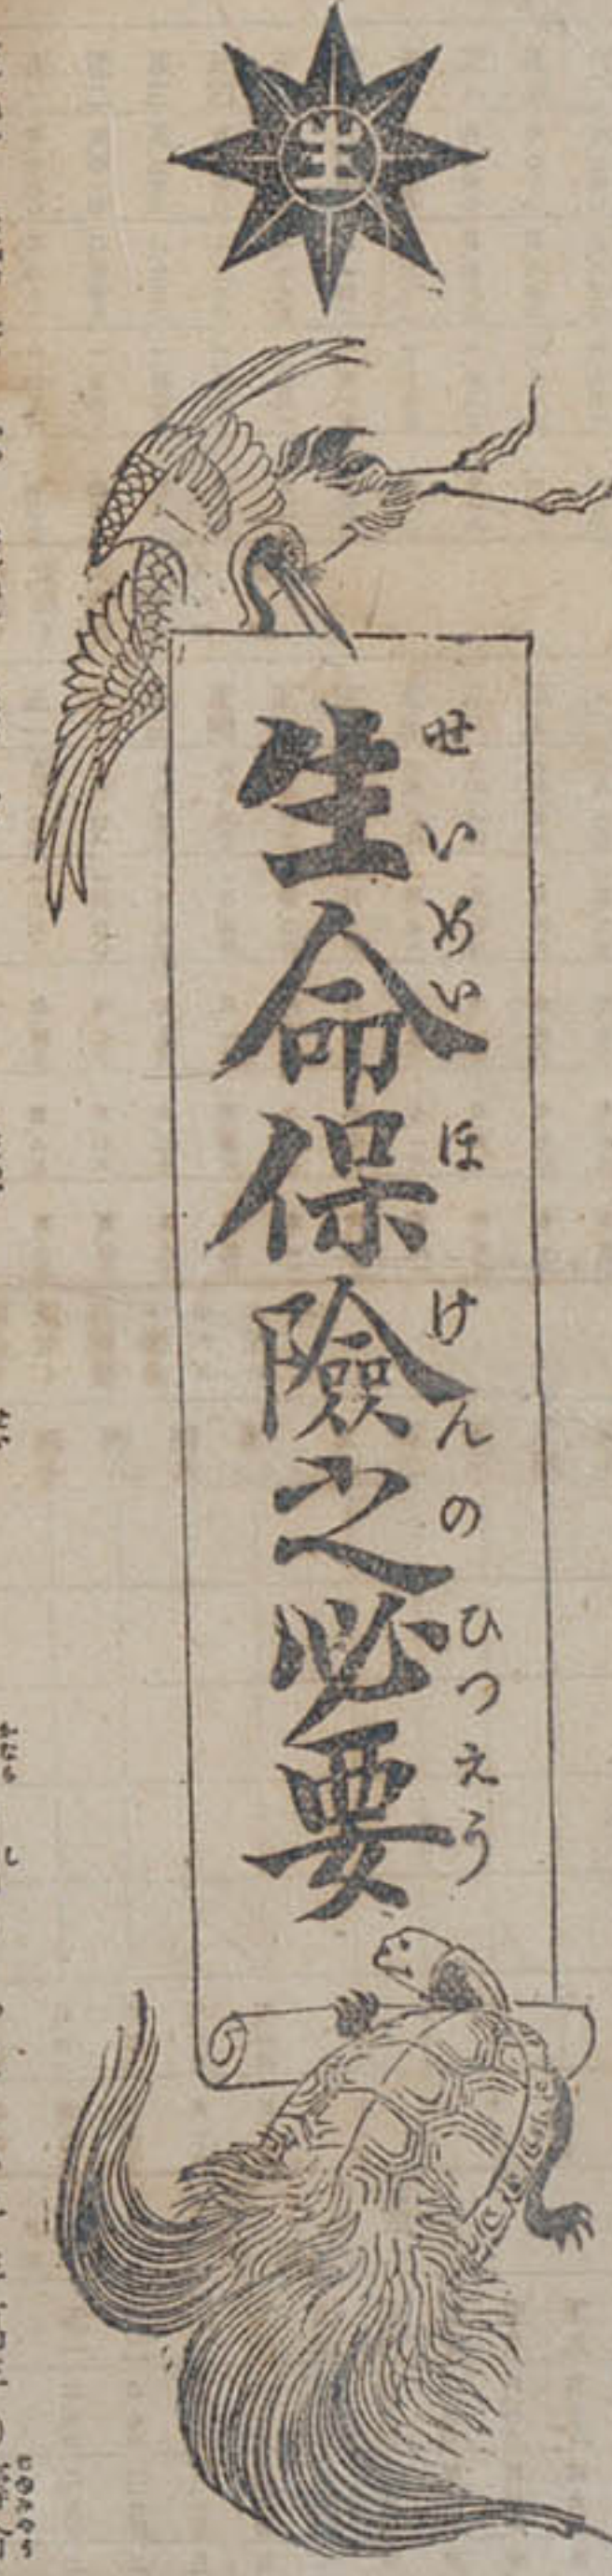 生
生命保險之必要
せいめいほけんのひつえう